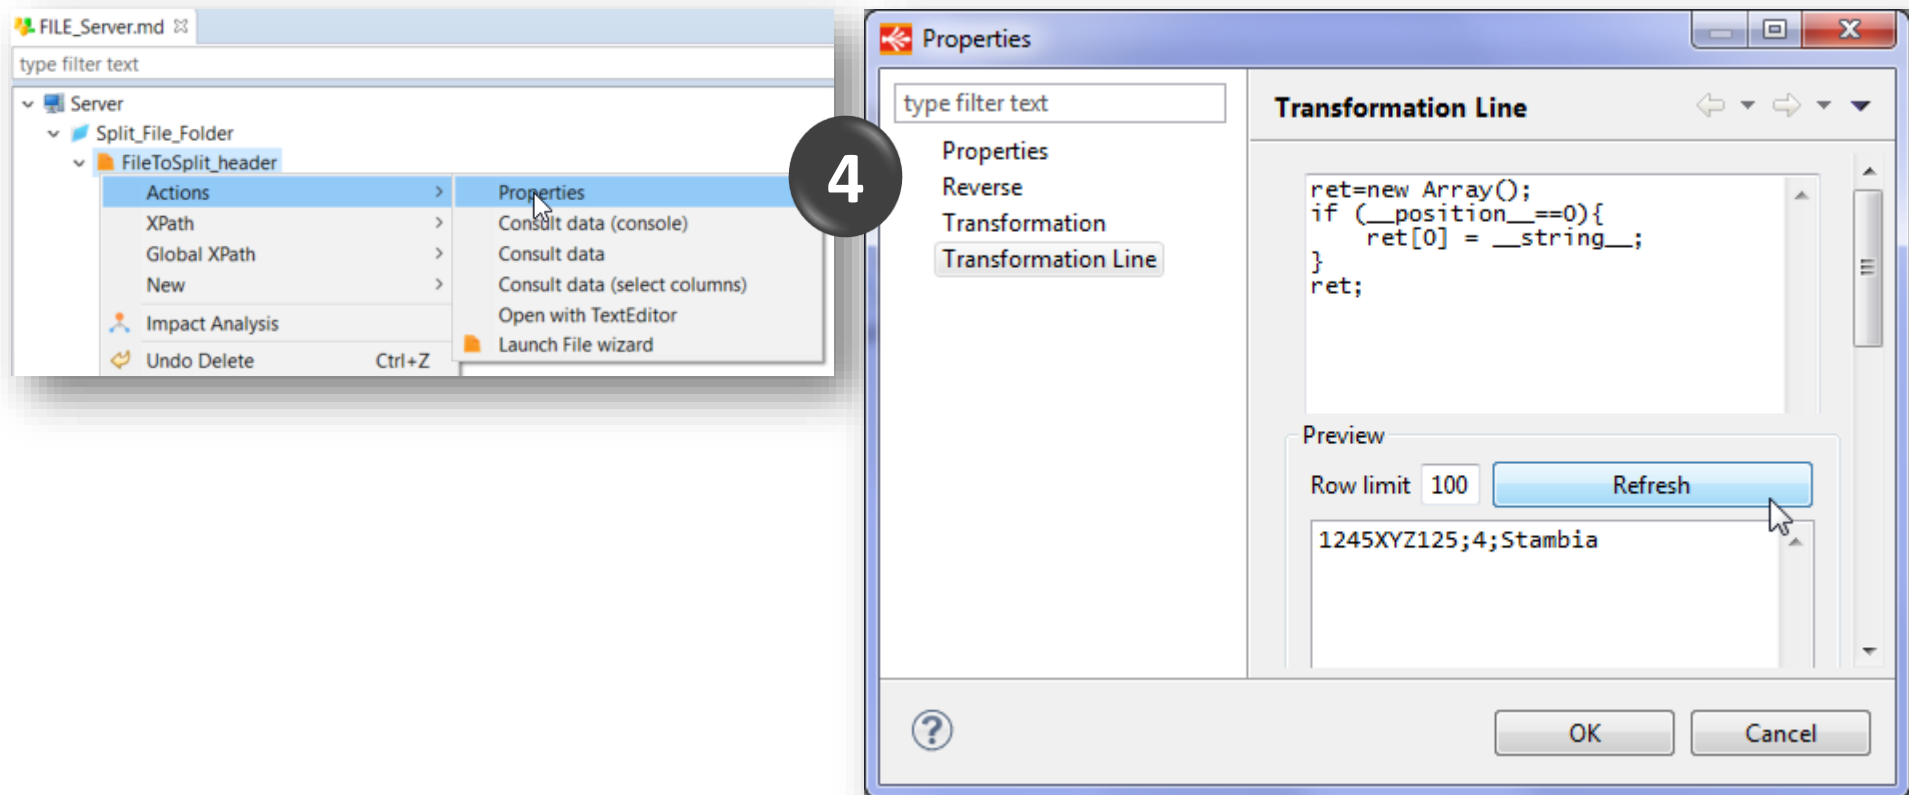 FILE_Server.md
type filter text
Server
Split_File_Folder
FileToSplit_header
Actions
XPath
Global XPath
New
Impact Analysis
Undo Delete Ctrl+Z
Properties
Consult data (console)
Consult data
Consult data (select columns)
Open with TextEditor
Launch File wizard
4
Properties
type filter text
Properties
Reverse
Transformation
Transformation Line
Transformation Line
ret=new Array();
if (__position__==0){
    ret[0] = __string__;
}
ret;
Preview
Row limit 100 Refresh
1245XYZ125;4;Stambia
OK Cancel